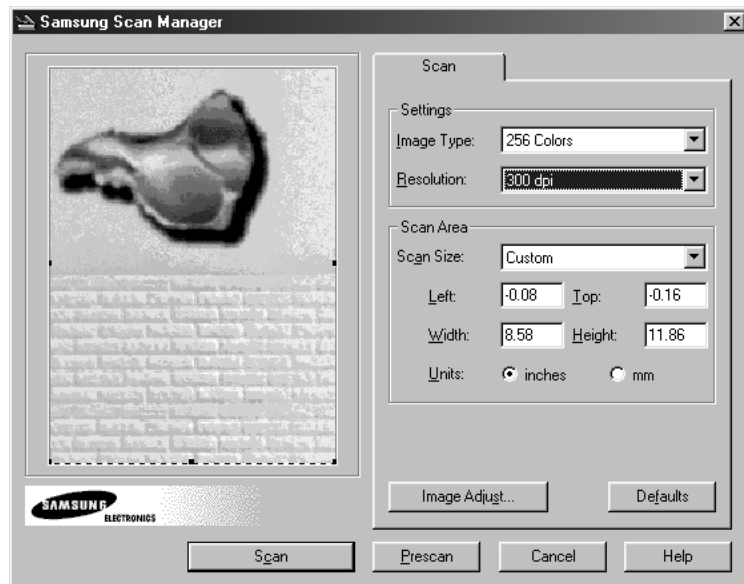 Samsung Scan Manager
Scan
Settings
Image Type: 256 Colors
Resolution: 300 dpi
Scan Area
Scan Size: Custom
Left: -0.08 Top: -0.16
Width: 8.58 Height: 11.86
Units: inches mm
Image Adjust... Defaults
SAMSUNG
ELECTRONICS
Scan Prescan Cancel Help